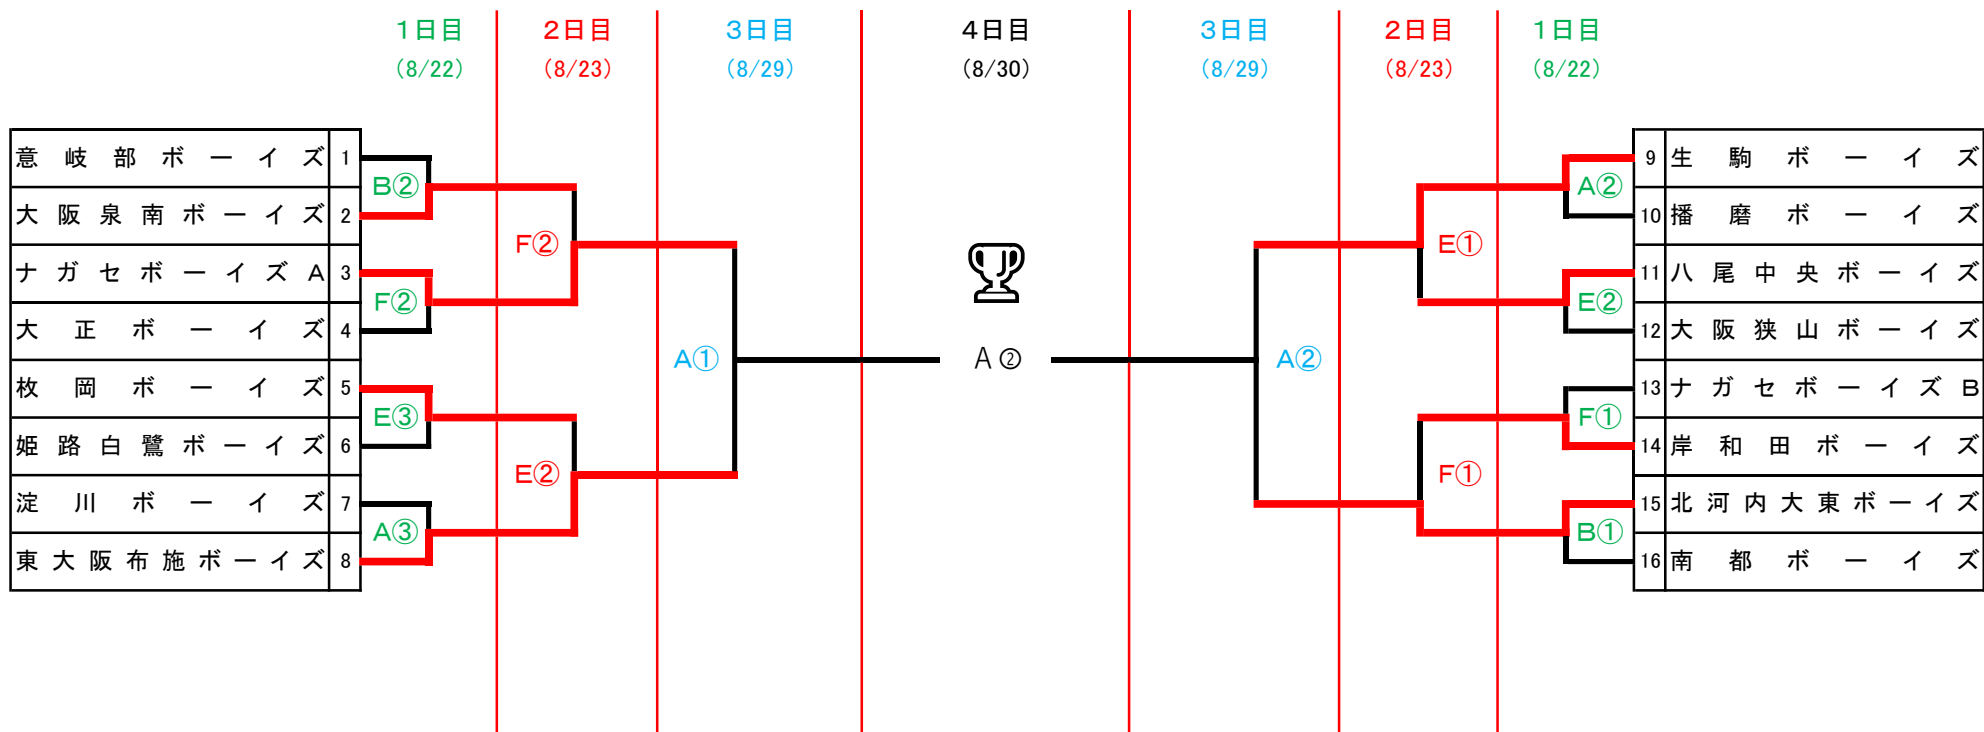 1日目 2日目 3日目 4日目 3日目 2日目 1日目
(8/22) (8/23) (8/29) (8/30) (8/29) (8/23) (8/22)
意岐部ボーイズ 1
B②
大阪泉南ボーイズ 2
F②
ナガセボーイズA 3
F②
大正ボーイズ 4
A①
枚岡ボーイズ 5
E③
姫路白鷺ボーイズ 6
E②
淀川ボーイズ 7
A③
東大阪布施ボーイズ 8
A②
9 生駒ボーイズ
A②
10 播磨ボーイズ
E①
11 八尾中央ボーイズ
E②
12 大阪狭山ボーイズ
A②
13 ナガセボーイズB
F①
14 岸和田ボーイズ
F①
15 北河内大東ボーイズ
B①
16 南都ボーイズ